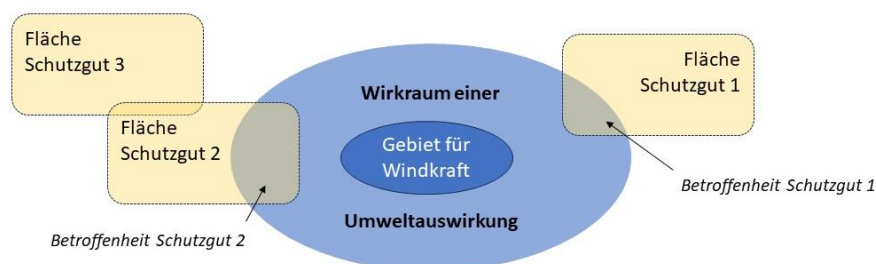 Fläche
Schutzgut 3
Fläche
Schutzgut 2
Betroffenheit Schutzgut 2
Wirkraum einer
Gebiet für
Windkraft
Umweltauswirkung
Fläche
Schutzgut 1
Betroffenheit Schutzgut 1